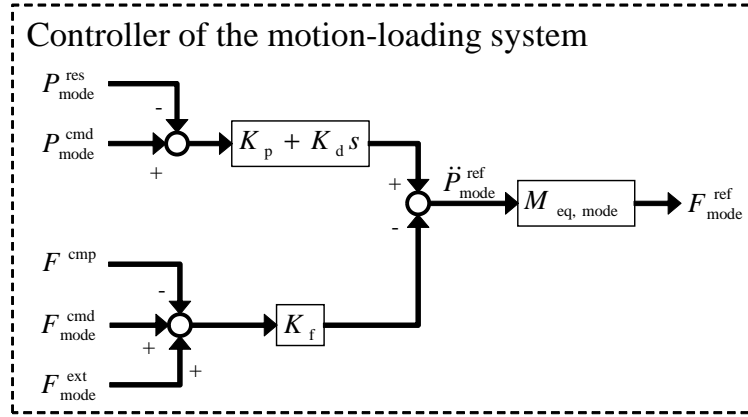 Controller of the motion-loading system
P res mode
-
P cmd mode
+
K p + K d s
+
P̈ ref mode
-
M eq, mode
F ref mode
F cmp
-
F cmd mode
+
K f
F ext mode
+